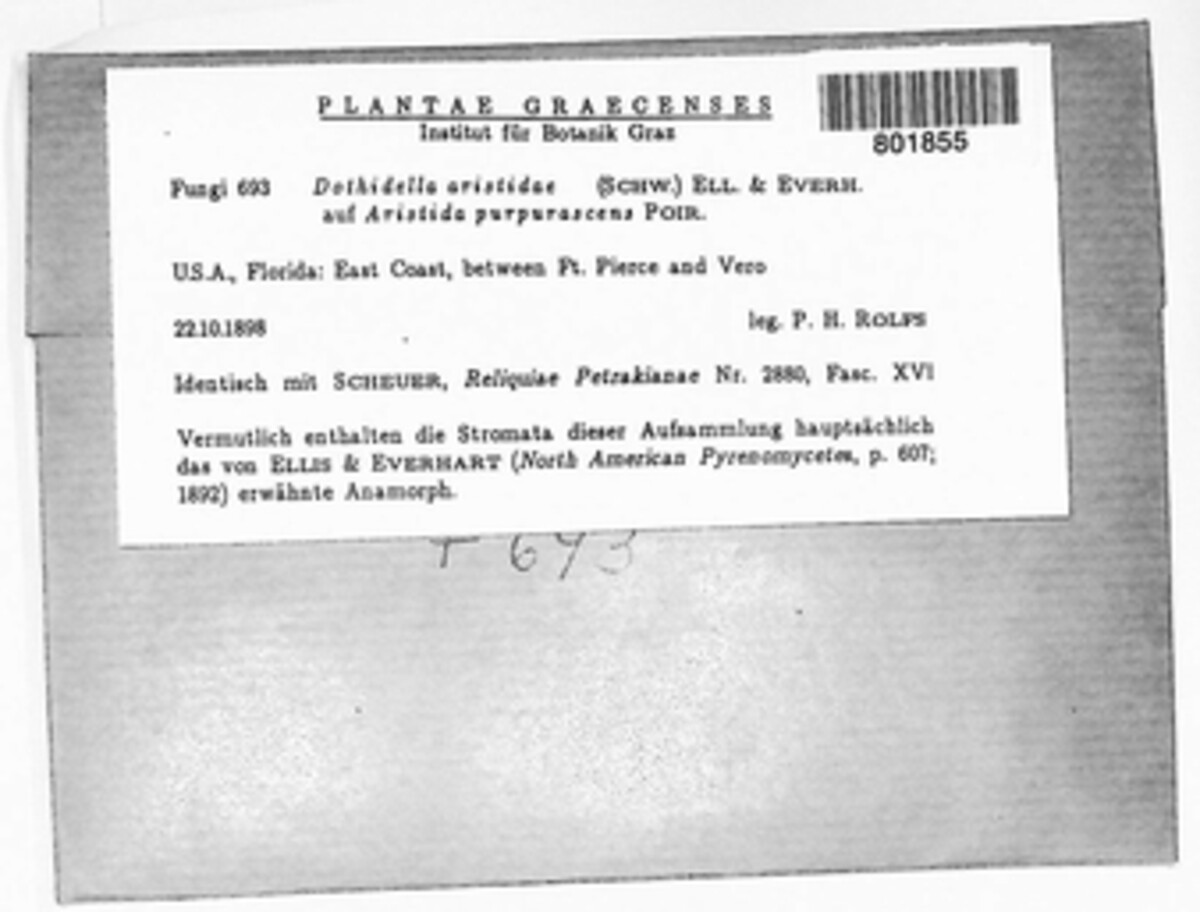 PLANTAE GRAECENSES
Institut für Botanik Graz
801855
Fungi 693 Dothidella aristidae (SCHW.) ELL. & EVERH.
auf Aristida purpurascens POIR.
U.S.A., Florida: East Coast, between Ft. Pierce and Vero
22.10.1898 leg. P. H. ROLFS
Identisch mit SCHEUER, Reliquiae Petrakianae Nr. 2880, Fasc. XVI
Vermutlich enthalten die Stromata dieser Aufsammlung hauptsächlich
das von ELLIS & EVERHART (North American Pyrenomycetes, p. 607;
1892) erwähnte Anamorph.
693